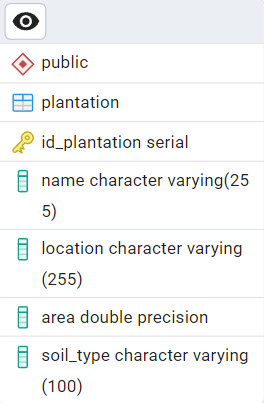 public
plantation
id_plantation serial
name character varying(25
5)
location character varying
(255)
area double precision
soil_type character varying
(100)